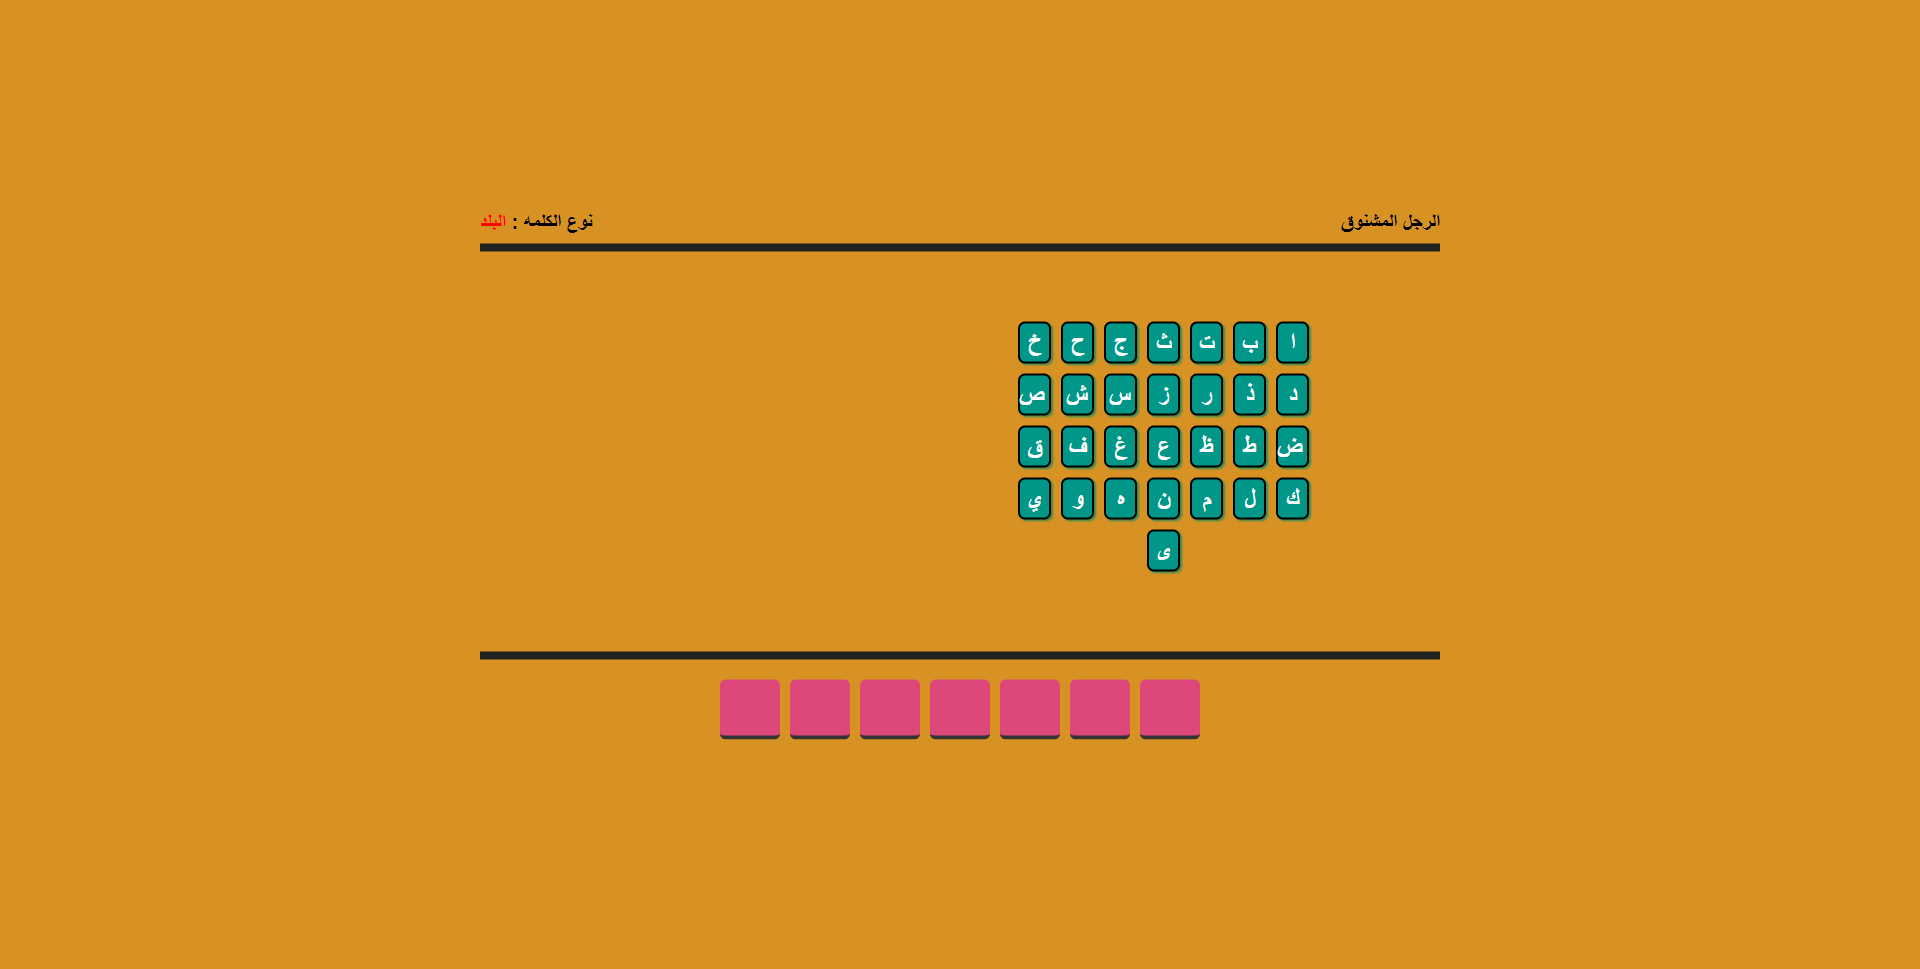 الرجل المشنوق
نوع الكلمه : البلد
ا ب ت ث ج ح خ
د ذ ر ز س ش ص
ض ط ظ ع غ ف ق
ك ل م ن ه و ي
ى